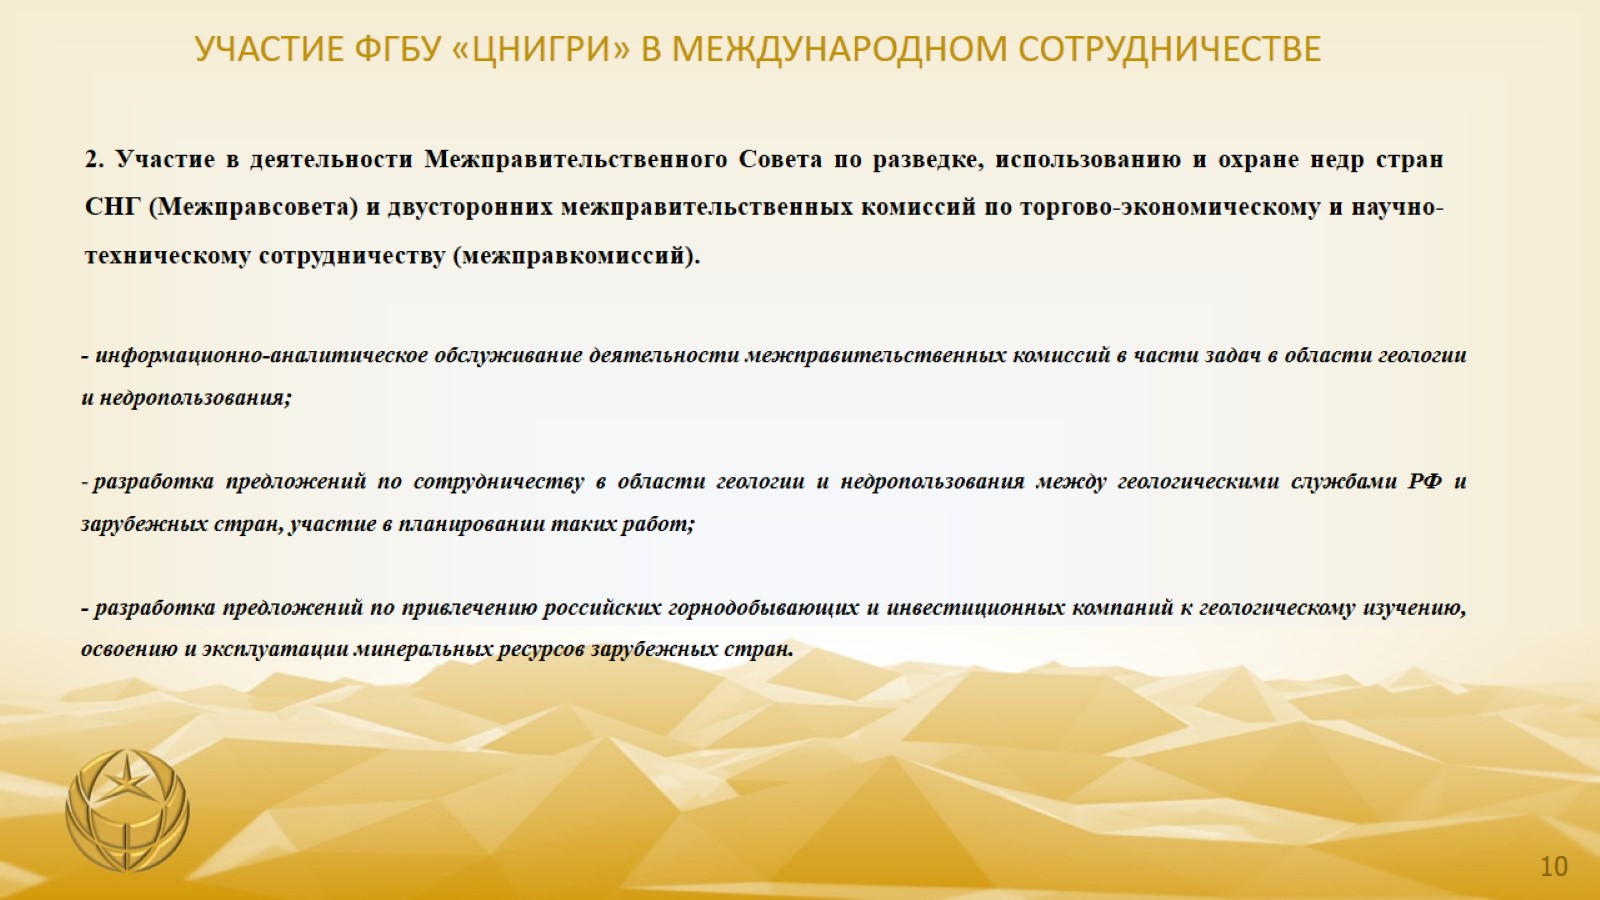 УЧАСТИЕ ФГБУ «ЦНИГРИ» В МЕЖДУНАРОДНОМ СОТРУДНИЧЕСТВЕ
2. Участие в деятельности Межправительственного Совета по разведке, использованию и охране недр стран
СНГ (Межправсовета) и двусторонних межправительственных комиссий по торгово-экономическому и научно-
техническому сотрудничеству (межправкомиссий).
- информационно-аналитическое обслуживание деятельности межправительственных комиссий в части задач в области геологии
и недропользования;
- разработка предложений по сотрудничеству в области геологии и недропользования между геологическими службами РФ и
зарубежных стран, участие в планировании таких работ;
- разработка предложений по привлечению российских горнодобывающих и инвестиционных компаний к геологическому изучению,
освоению и эксплуатации минеральных ресурсов зарубежных стран.
10